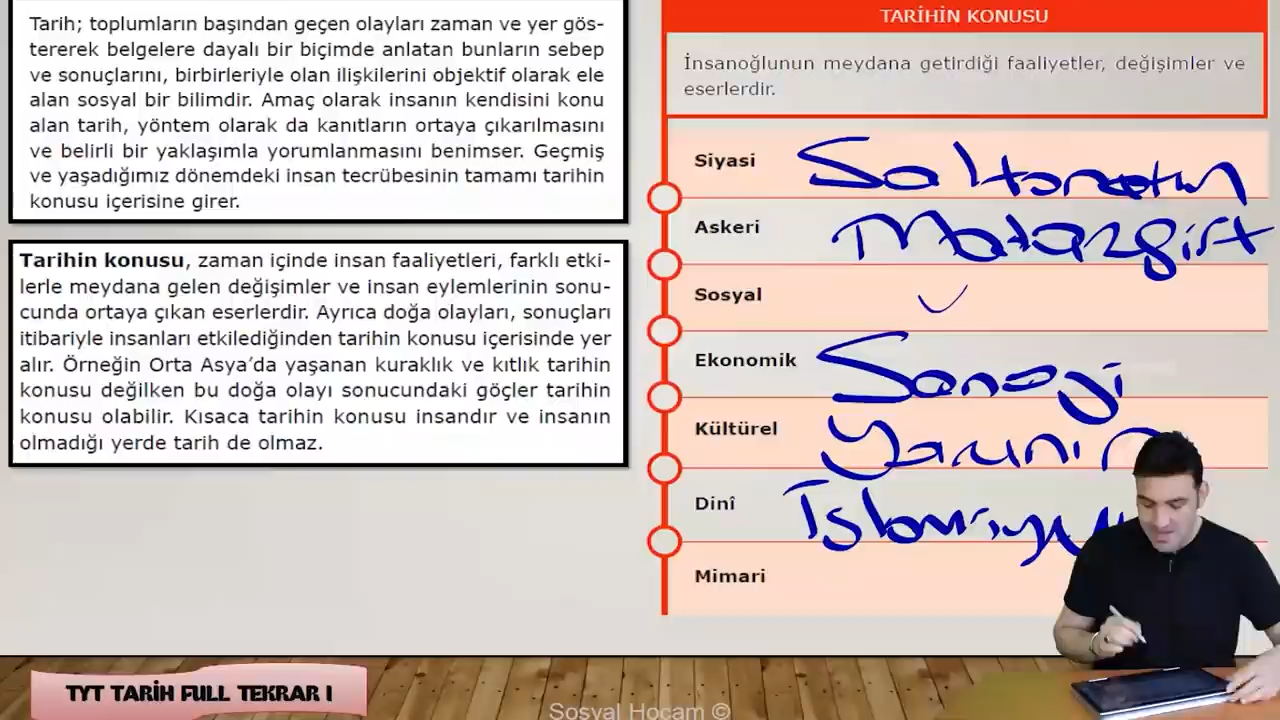 Tarih; toplumların başından geçen olayları zaman ve yer gös-
tererek belgelere dayalı bir biçimde anlatan bunların sebep
ve sonuçlarını, birbirleriyle olan ilişkilerini objektif olarak ele
alan sosyal bir bilimdir. Amaç olarak insanın kendisini konu
alan tarih, yöntem olarak da kanıtların ortaya çıkarılmasını
ve belirli bir yaklaşımla yorumlanmasını benimser. Geçmiş
ve yaşadığımız dönemdeki insan tecrübesinin tamamı tarihin
konusu içerisine girer.
Tarihin konusu, zaman içinde insan faaliyetleri, farklı etki-
lerle meydana gelen değişimler ve insan eylemlerinin sonu-
cunda ortaya çıkan eserlerdir. Ayrıca doğa olayları, sonuçları
itibariyle insanları etkilediğinden tarihin konusu içerisinde yer
alır. Örneğin Orta Asya’da yaşanan kuraklık ve kıtlık tarihin
konusu değilken bu doğa olayı sonucundaki göçler tarihin
konusu olabilir. Kısaca tarihin konusu insandır ve insanın
olmadığı yerde tarih de olmaz.
TARİHİN KONUSU
İnsanoğlunun meydana getirdiği faaliyetler, değişimler ve
eserlerdir.
Siyasi Saltanatın
Askeri Malazgirt
Sosyal
Ekonomik Sanayi
Kültürel
Dinî
Mimari
TYT TARİH FULL TEKRAR I
Sosyal Hocam ©